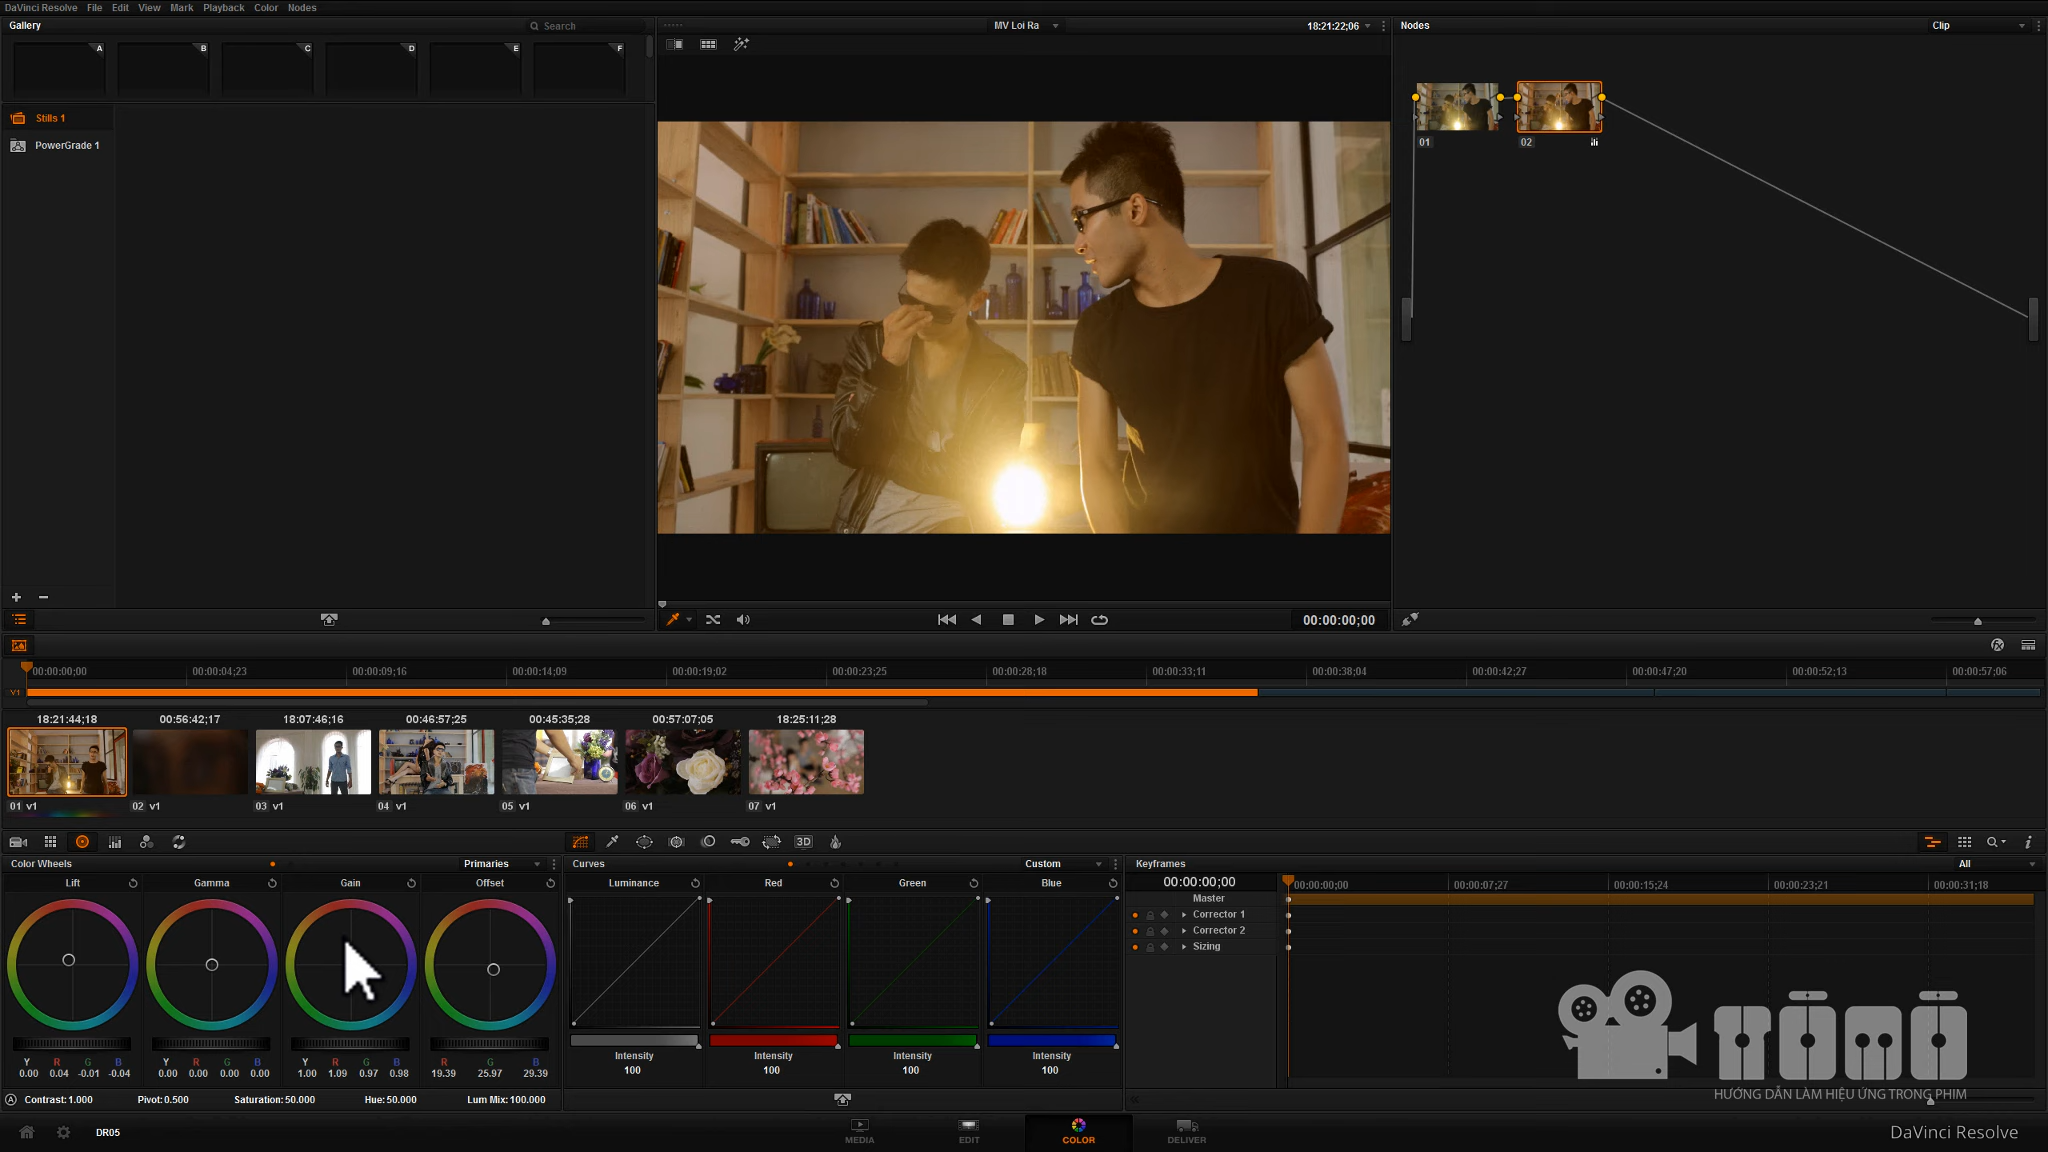 DaVinci Resolve File Edit View Mark Playback Color Nodes
Gallery Search MV Loi Ra 18:21:22;06 Nodes Clip
A B C D E F
Stills 1
PowerGrade 1
01 02
00:00:00;00
00:00:00;00 00:00:04;23 00:00:09;16 00:00:14;09 00:00:19;02 00:00:23;25 00:00:28;18 00:00:33;11 00:00:38;04 00:00:42;27 00:00:47;20 00:00:52;13 00:00:57;06
V1
18:21:44;18 00:56:42;17 18:07:46;16 00:46:57;25 00:45:35;28 00:57:07;05 18:25:11;28
01 v1 02 v1 03 v1 04 v1 05 v1 06 v1 07 v1
3D
Color Wheels Primaries Curves Custom Keyframes All
Lift Gamma Gain Offset Luminance Red Green Blue
00:00:00;00 00:00:00;00 00:00:07;27 00:00:15;24 00:00:23;21 00:00:31;18
Master
Corrector 1
Corrector 2
Sizing
Y R G B Y R G B Y R G B R G B
0.00 0.04 -0.01 -0.04 0.00 0.00 0.00 0.00 1.00 1.09 0.97 0.98 19.39 25.97 29.39
Intensity Intensity Intensity Intensity
100 100 100 100
A Contrast:1.000 Pivot:0.500 Saturation:50.000 Hue:50.000 Lum Mix:100.000
HƯỚNG DẪN LÀM HIỆU ỨNG TRONG PHIM
DR05
MEDIA EDIT COLOR DELIVER
DaVinci Resolve